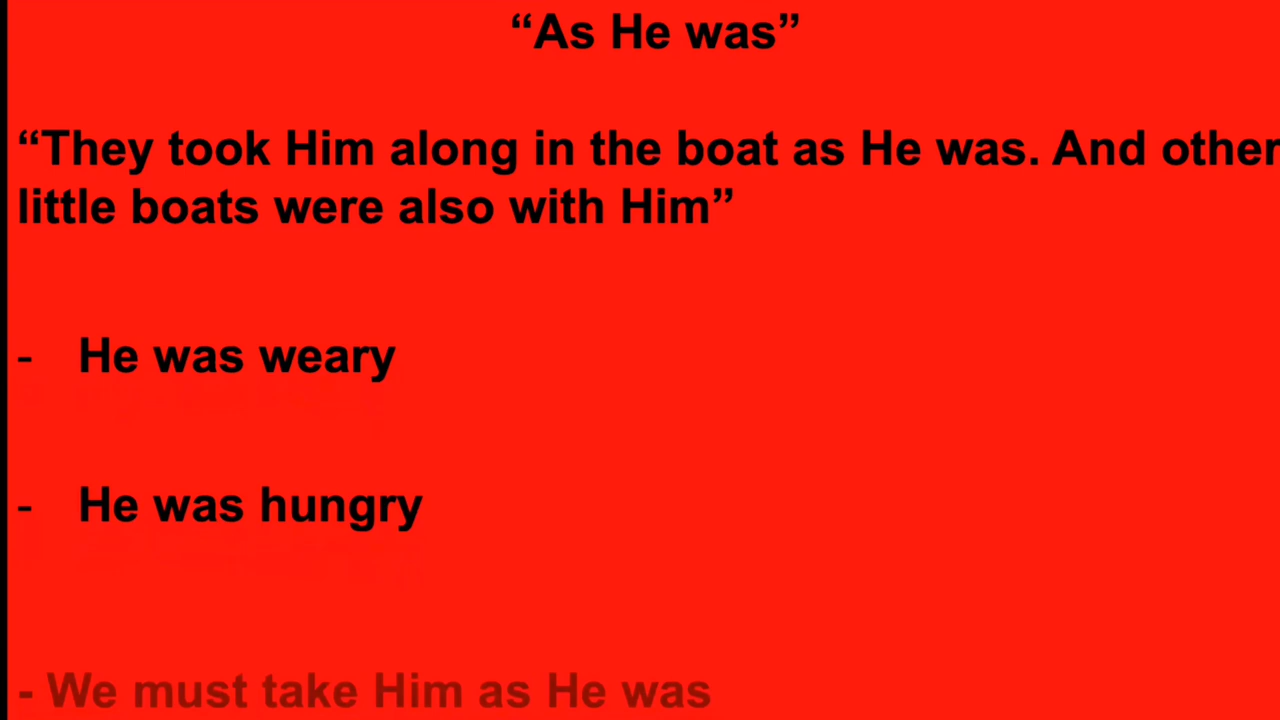 “As He was”
“They took Him along in the boat as He was. And other
little boats were also with Him”
- He was weary
- He was hungry
- We must take Him as He was